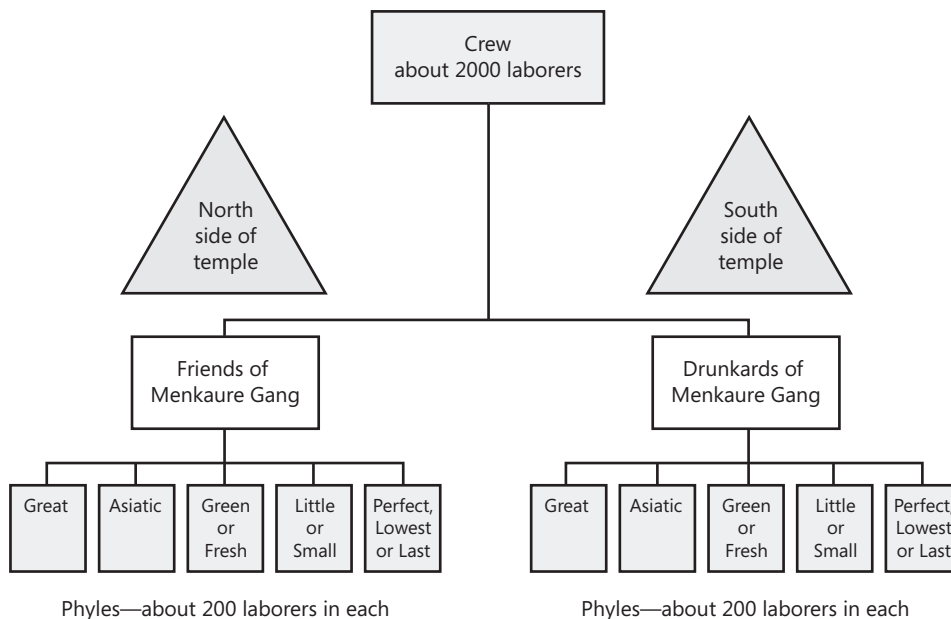 Crew
about 2000 laborers
North
side of
temple
South
side of
temple
Friends of
Menkaure Gang
Drunkards of
Menkaure Gang
Great
Asiatic
Green
or
Fresh
Little
or
Small
Perfect,
Lowest
or Last
Great
Asiatic
Green
or
Fresh
Little
or
Small
Perfect,
Lowest
or Last
Phyles—about 200 laborers in each
Phyles—about 200 laborers in each